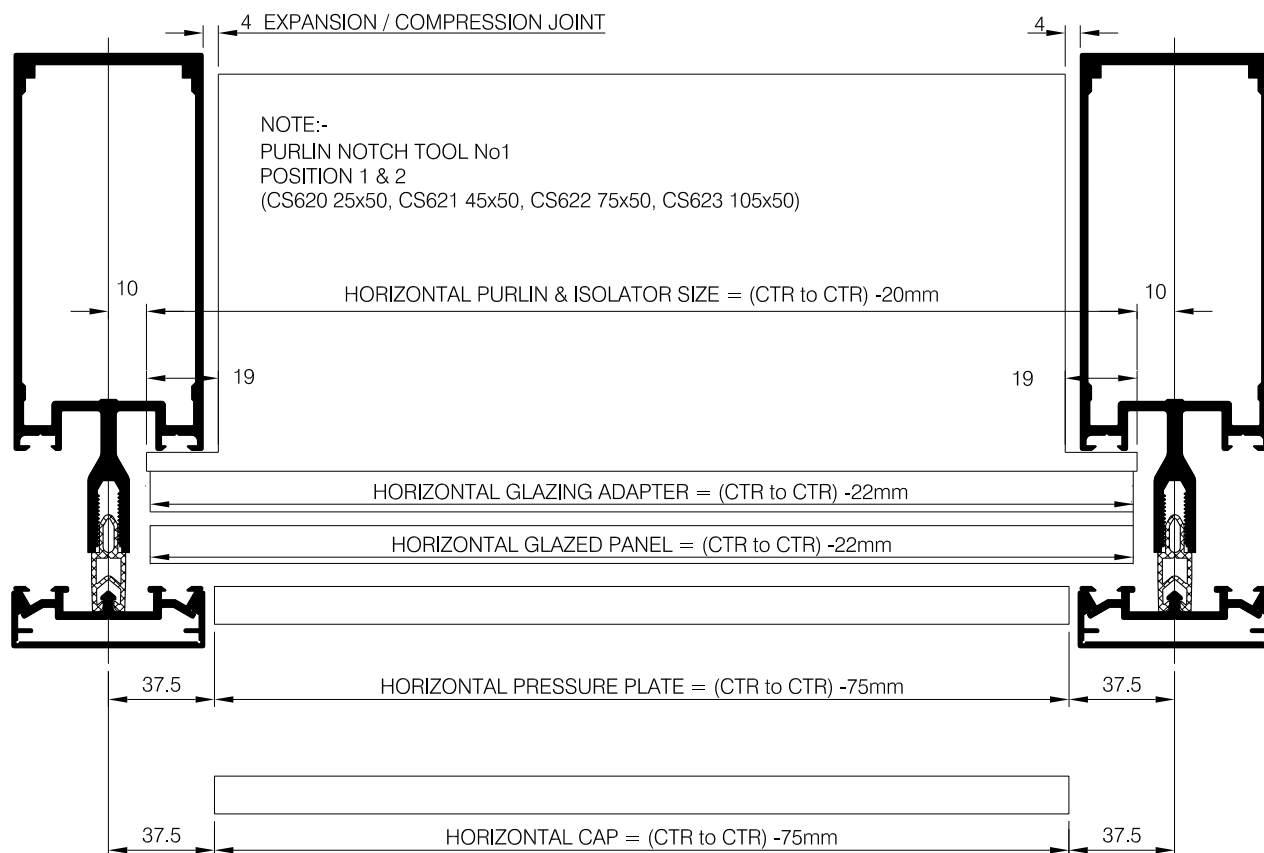 4 EXPANSION / COMPRESSION JOINT
4
NOTE:-
PURLIN NOTCH TOOL No1
POSITION 1 & 2
(CS620 25x50, CS621 45x50, CS622 75x50, CS623 105x50)
10
HORIZONTAL PURLIN & ISOLATOR SIZE = (CTR to CTR) -20mm
10
19
19
HORIZONTAL GLAZING ADAPTER = (CTR to CTR) -22mm
HORIZONTAL GLAZED PANEL = (CTR to CTR) -22mm
37.5
HORIZONTAL PRESSURE PLATE = (CTR to CTR) -75mm
37.5
37.5
HORIZONTAL CAP = (CTR to CTR) -75mm
37.5